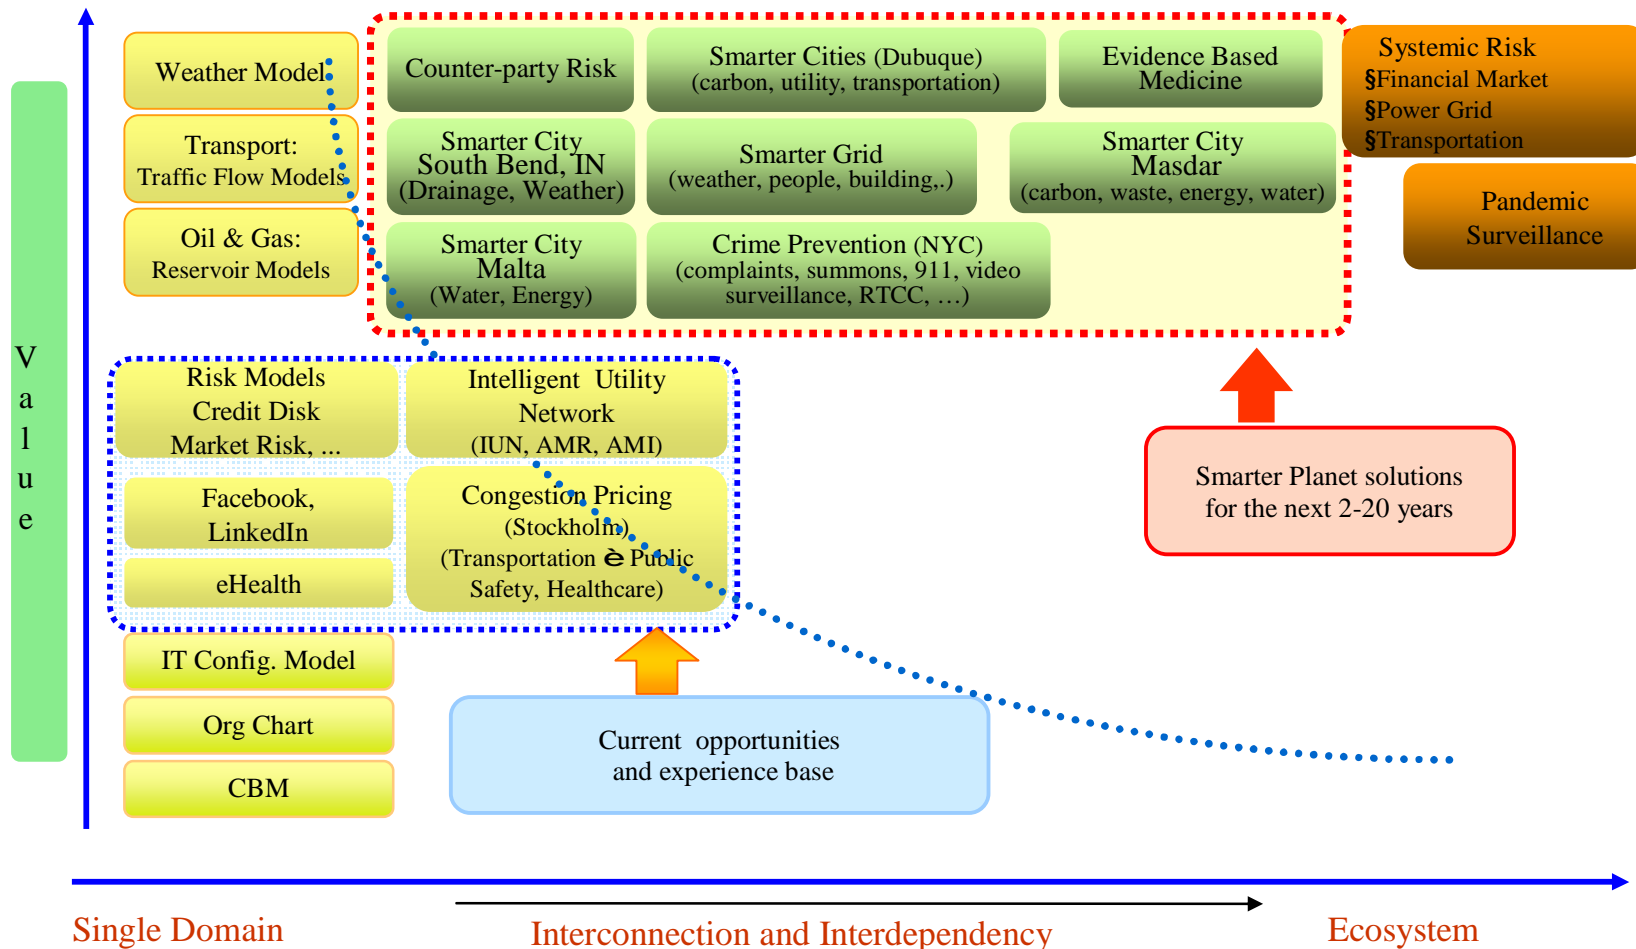 Weather Model
Transport:
Traffic Flow Models
Oil & Gas:
Reservoir Models
Counter-party Risk
Smarter Cities (Dubuque)
(carbon, utility, transportation)
Evidence Based
Medicine
Smarter City
South Bend, IN
(Drainage, Weather)
Smarter Grid
(weather, people, building,.)
Smarter City
Masdar
(carbon, waste, energy, water)
Smarter City
Malta
(Water, Energy)
Crime Prevention (NYC)
(complaints, summons, 911, video
surveillance, RTCC, …)
Systemic Risk
§Financial Market
§Power Grid
§Transportation
Pandemic
Surveillance
V
a
l
u
e
Risk Models
Credit Disk
Market Risk, ...
Intelligent Utility
Network
(IUN, AMR, AMI)
Facebook,
LinkedIn
eHealth
Congestion Pricing
(Stockholm)
(Transportation è Public
Safety, Healthcare)
Smarter Planet solutions
for the next 2-20 years
IT Config. Model
Org Chart
CBM
Current opportunities
and experience base
Single Domain
Interconnection and Interdependency
Ecosystem